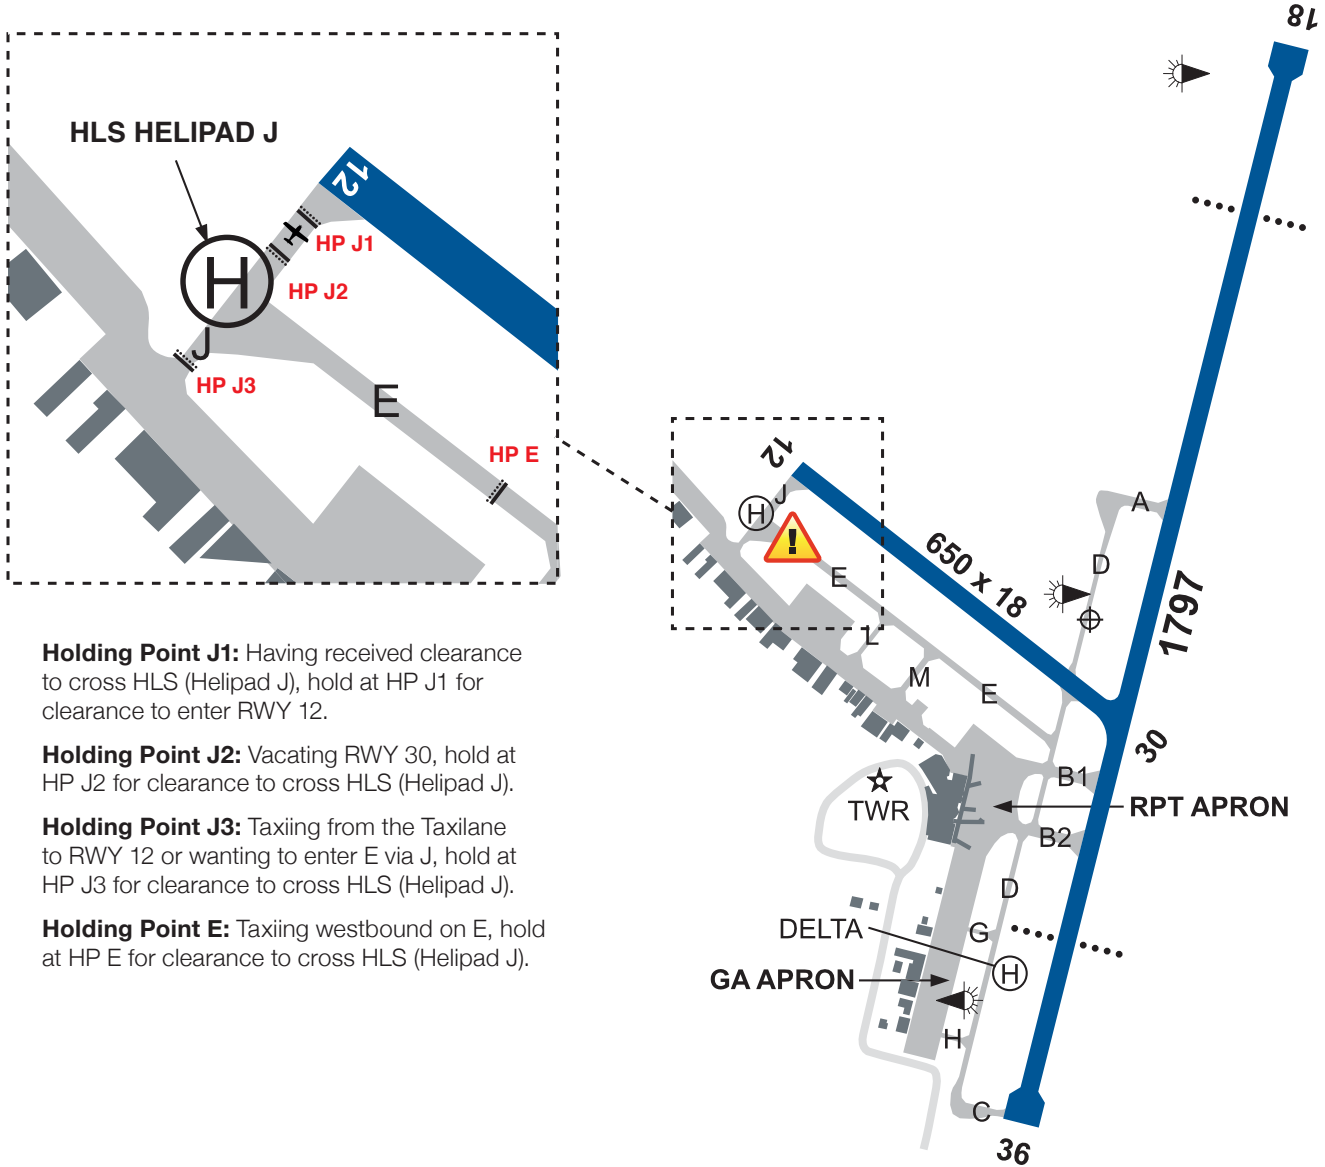 HLS HELIPAD J
12
HP J1
HP J2
H
J
HP J3
E
HP E
Holding Point J1: Having received clearance
to cross HLS (Helipad J), hold at HP J1 for
clearance to enter RWY 12.
Holding Point J2: Vacating RWY 30, hold at
HP J2 for clearance to cross HLS (Helipad J).
Holding Point J3: Taxiing from the Taxilane
to RWY 12 or wanting to enter E via J, hold at
HP J3 for clearance to cross HLS (Helipad J).
Holding Point E: Taxiing westbound on E, hold
at HP E for clearance to cross HLS (Helipad J).
18
12
J
H
!
A
650 x 18
D
E
1797
L
M
E
30
B1
TWR
RPT APRON
B2
D
DELTA
G
H
GA APRON
H
C
36